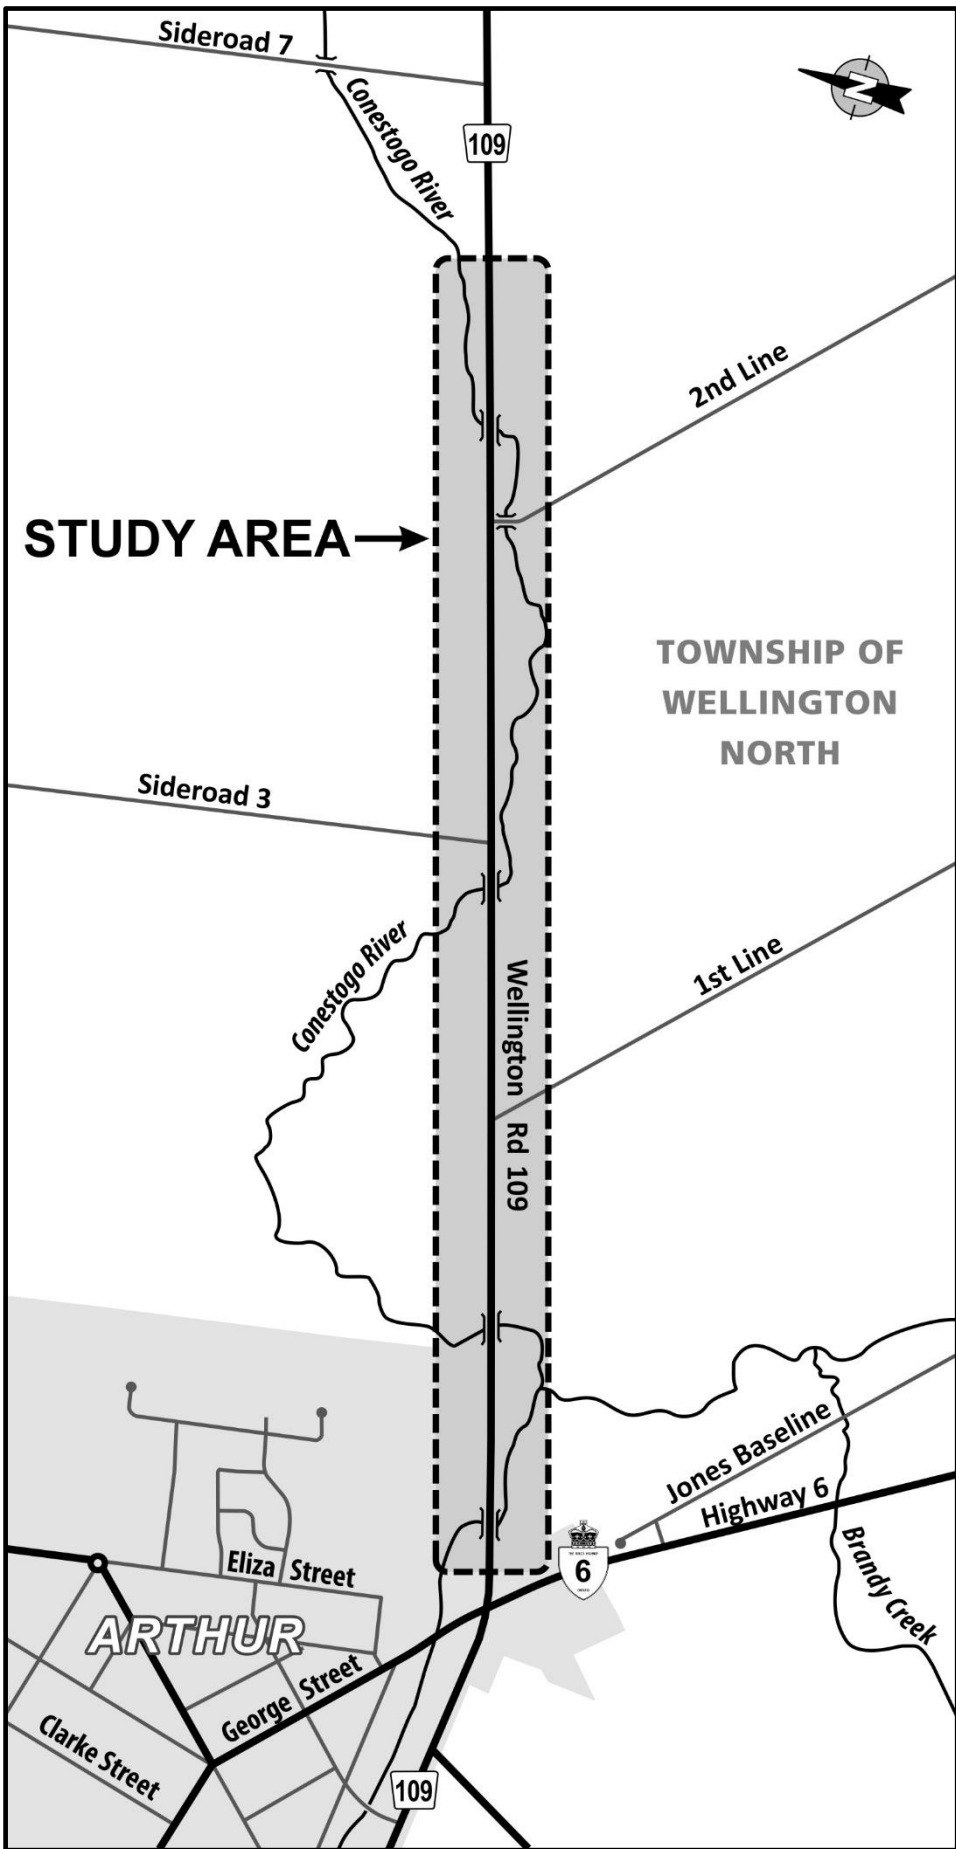 Sideroad 7
N
Conestogo River
109
2nd Line
STUDY AREA
TOWNSHIP OF
WELLINGTON
NORTH
Sideroad 3
Conestogo River
1st Line
Wellington Rd 109
Jones Baseline
Highway 6
6
Eliza Street
Brandy Creek
ARTHUR
George Street
Clarke Street
109